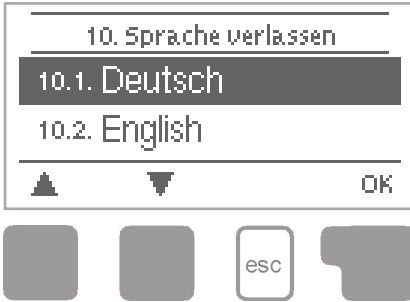 10. Sprache verlassen
10.1. Deutsch
10.2. English
OK
esc